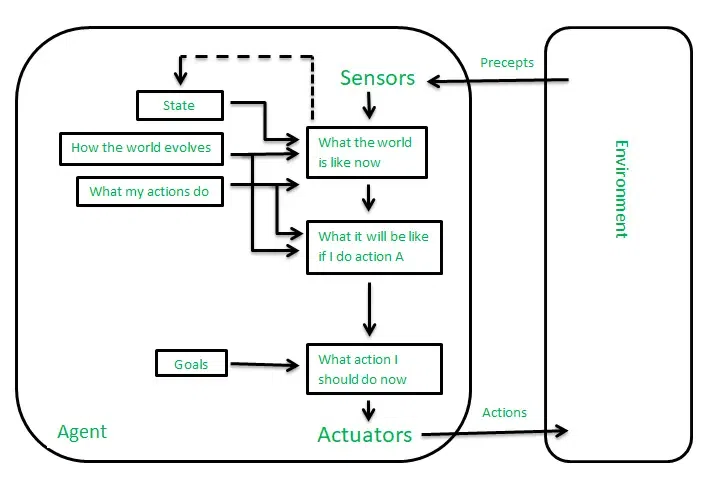 Precepts
Sensors
State
How the world evolves
What the world
is like now
What my actions do
What it will be like
if I do action A
Environment
Goals
What action I
should do now
Agent
Actuators
Actions